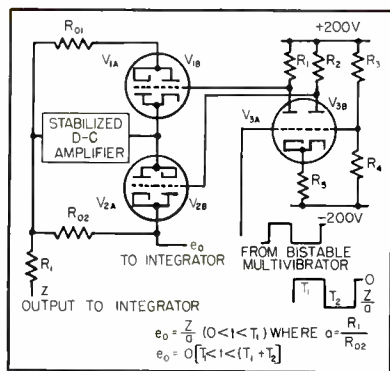 R01
+200V
V1A V1B
R1 R2 R3
V3A V3B
STABILIZED
D-C
AMPLIFIER
R4
R5
V2A V2B
R02
-200V
e0
TO INTEGRATOR
FROM BISTABLE
MULTIVIBRATOR
R1
Z
OUTPUT TO INTEGRATOR
T1 T2
0
Z/a
e0 = Z/a (0<t<T1) WHERE a = R1/R02
e0 = 0 [T1<t<(T1+T2]